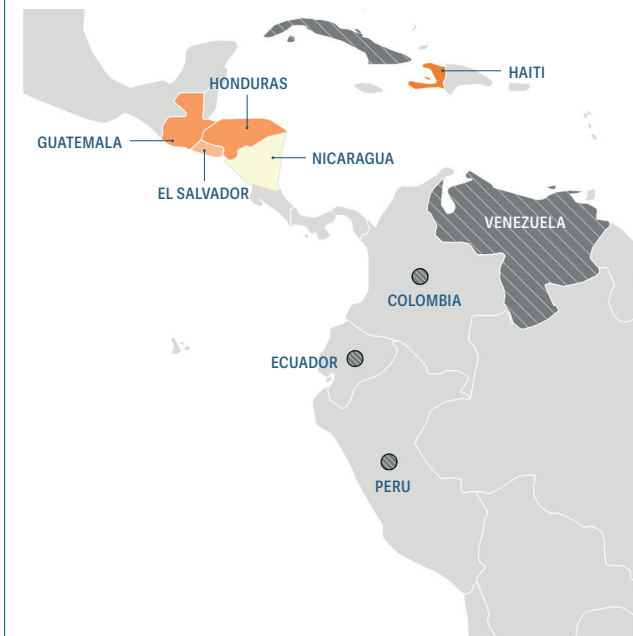 HAITI
HONDURAS
GUATEMALA
NICARAGUA
EL SALVADOR
VENEZUELA
COLOMBIA
ECUADOR
PERU